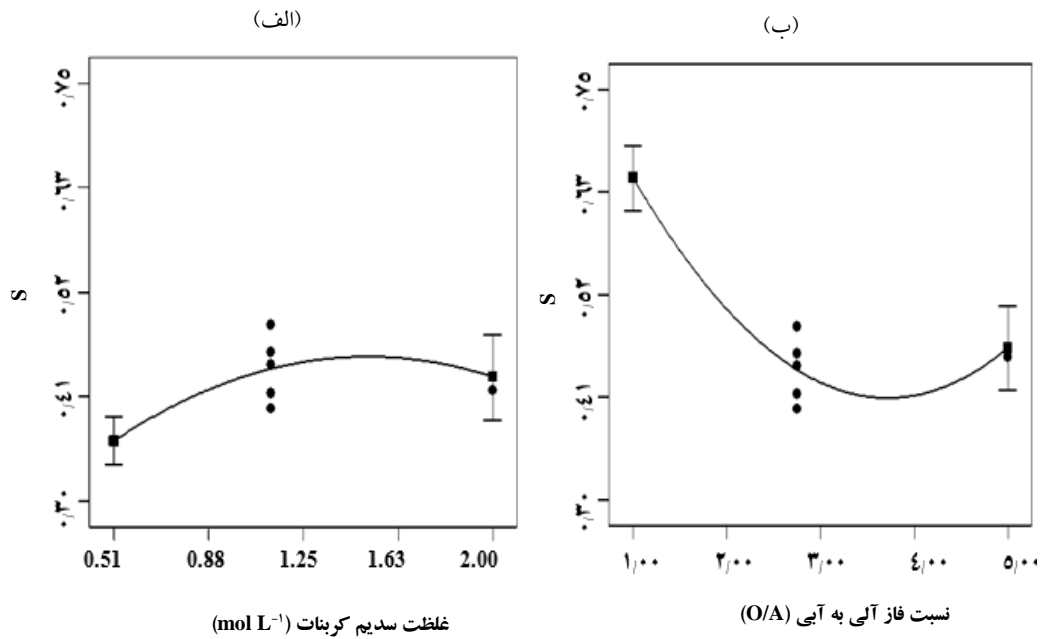 (الف)
(ب)
۰٫۷۵
۰٫۶۳
۰٫۵۲
۰٫۴۱
۰٫۳۰
S
0.51 0.88 1.25 1.63 2.00
غلظت سدیم کربنات (mol L⁻¹)
۰٫۷۵
۰٫۶۳
۰٫۵۲
۰٫۴۱
۰٫۳۰
S
۱٫۰۰ ۲٫۰۰ ۳٫۰۰ ۴٫۰۰ ۵٫۰۰
نسبت فاز آلی به آبی (O/A)